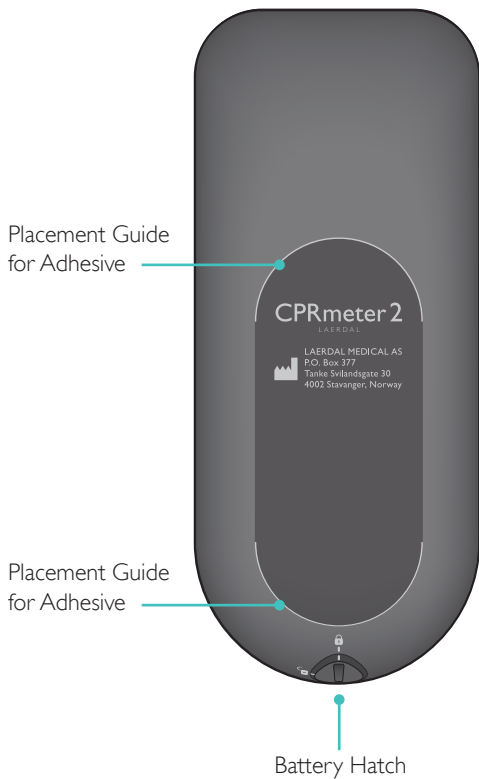 Placement Guide
for Adhesive
CPRmeter 2
LAERDAL
LAERDAL MEDICAL AS
P.O. Box 377
Tanke Svilandsgate 30
4002 Stavanger, Norway
Placement Guide
for Adhesive
Battery Hatch